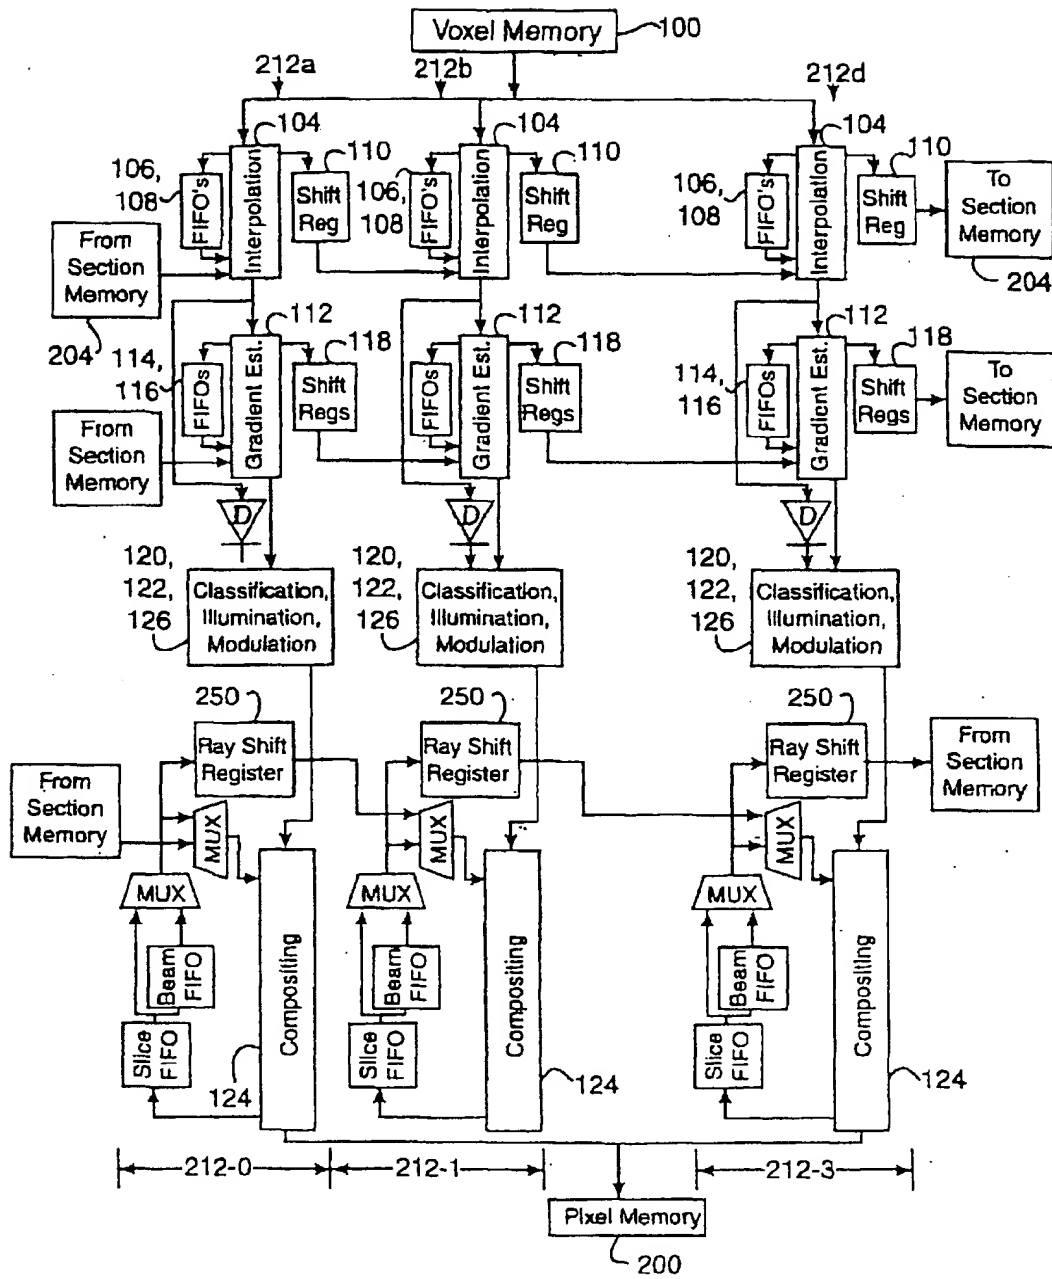 Voxel Memory
100
212a
212b
212d
104
104
104
110
110
110
106,
108
106,
108
106,
108
FIFO's
Interpolation
Shift
Reg
FIFO's
Interpolation
Shift
Reg
FIFO's
Interpolation
Shift
Reg
To
Section
Memory
From
Section
Memory
204
204
112
112
112
118
118
118
114,
116
114,
116
FIFOs
Gradient Est.
Shift
Regs
FIFOs
Gradient Est.
Shift
Regs
FIFOs
Gradient Est.
Shift
Regs
To
Section
Memory
From
Section
Memory
D
D
D
120,
122,
126
Classification,
Illumination,
Modulation
120,
122,
126
Classification,
Illumination,
Modulation
120,
122,
126
Classification,
Illumination,
Modulation
250
250
250
Ray Shift
Register
Ray Shift
Register
Ray Shift
Register
From
Section
Memory
From
Section
Memory
MUX
MUX
MUX
MUX
MUX
MUX
Beam
FIFO
Slice
FIFO
Compositing
Beam
FIFO
Slice
FIFO
Compositing
Beam
FIFO
Slice
FIFO
Compositing
124
124
124
212-0
212-1
212-3
Pixel Memory
200